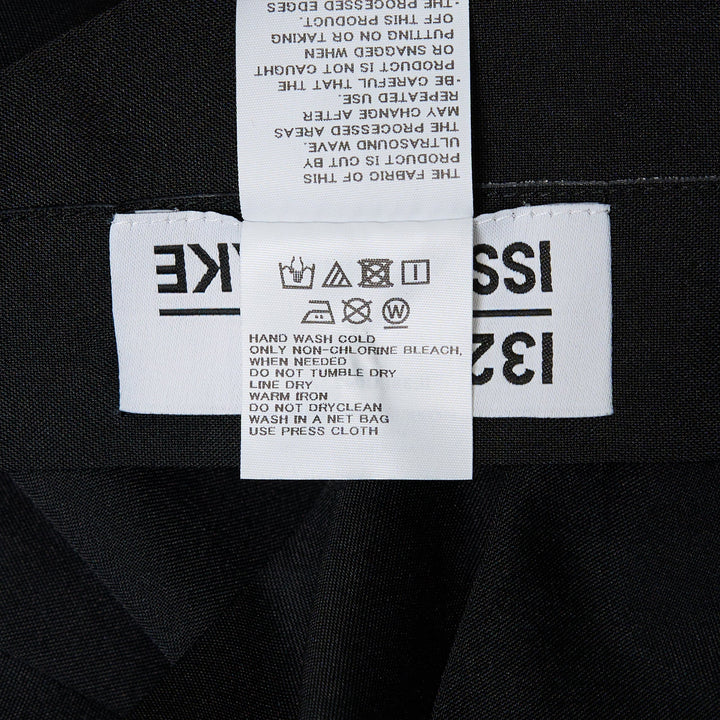 THE FABRIC OF THIS
PRODUCT IS CUT BY
ULTRASOUND WAVE.
THE PROCESSED AREAS
MAY CHANGE AFTER
REPEATED USE.
·BE CAREFUL THAT THE
PRODUCT IS NOT CAUGHT
OR SNAGGED WHEN
PUTTING ON OR TAKING
OFF THIS PRODUCT.
·THE PROCESSED EDGES
132
ISS
KE
W
HAND WASH COLD
ONLY NON-CHLORINE BLEACH,
WHEN NEEDED
DO NOT TUMBLE DRY
LINE DRY
WARM IRON
DO NOT DRYCLEAN
WASH IN A NET BAG
USE PRESS CLOTH